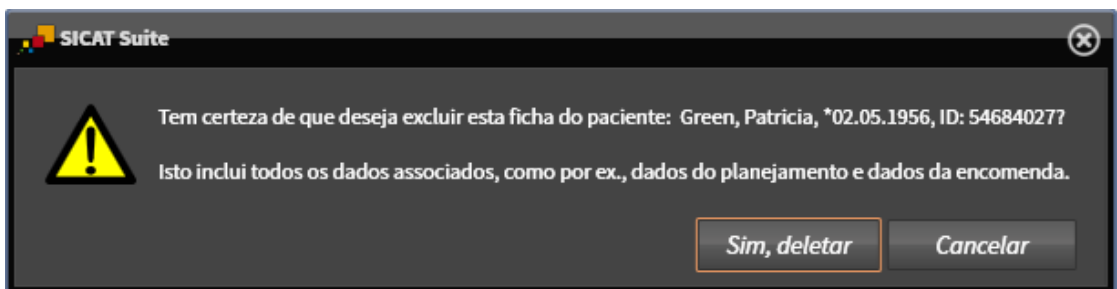 SICAT Suite
Tem certeza de que deseja excluir esta ficha do paciente: Green, Patricia, *02.05.1956, ID: 54684027?
Isto inclui todos os dados associados, como por ex., dados do planejamento e dados da encomenda.
Sim, deletar
Cancelar